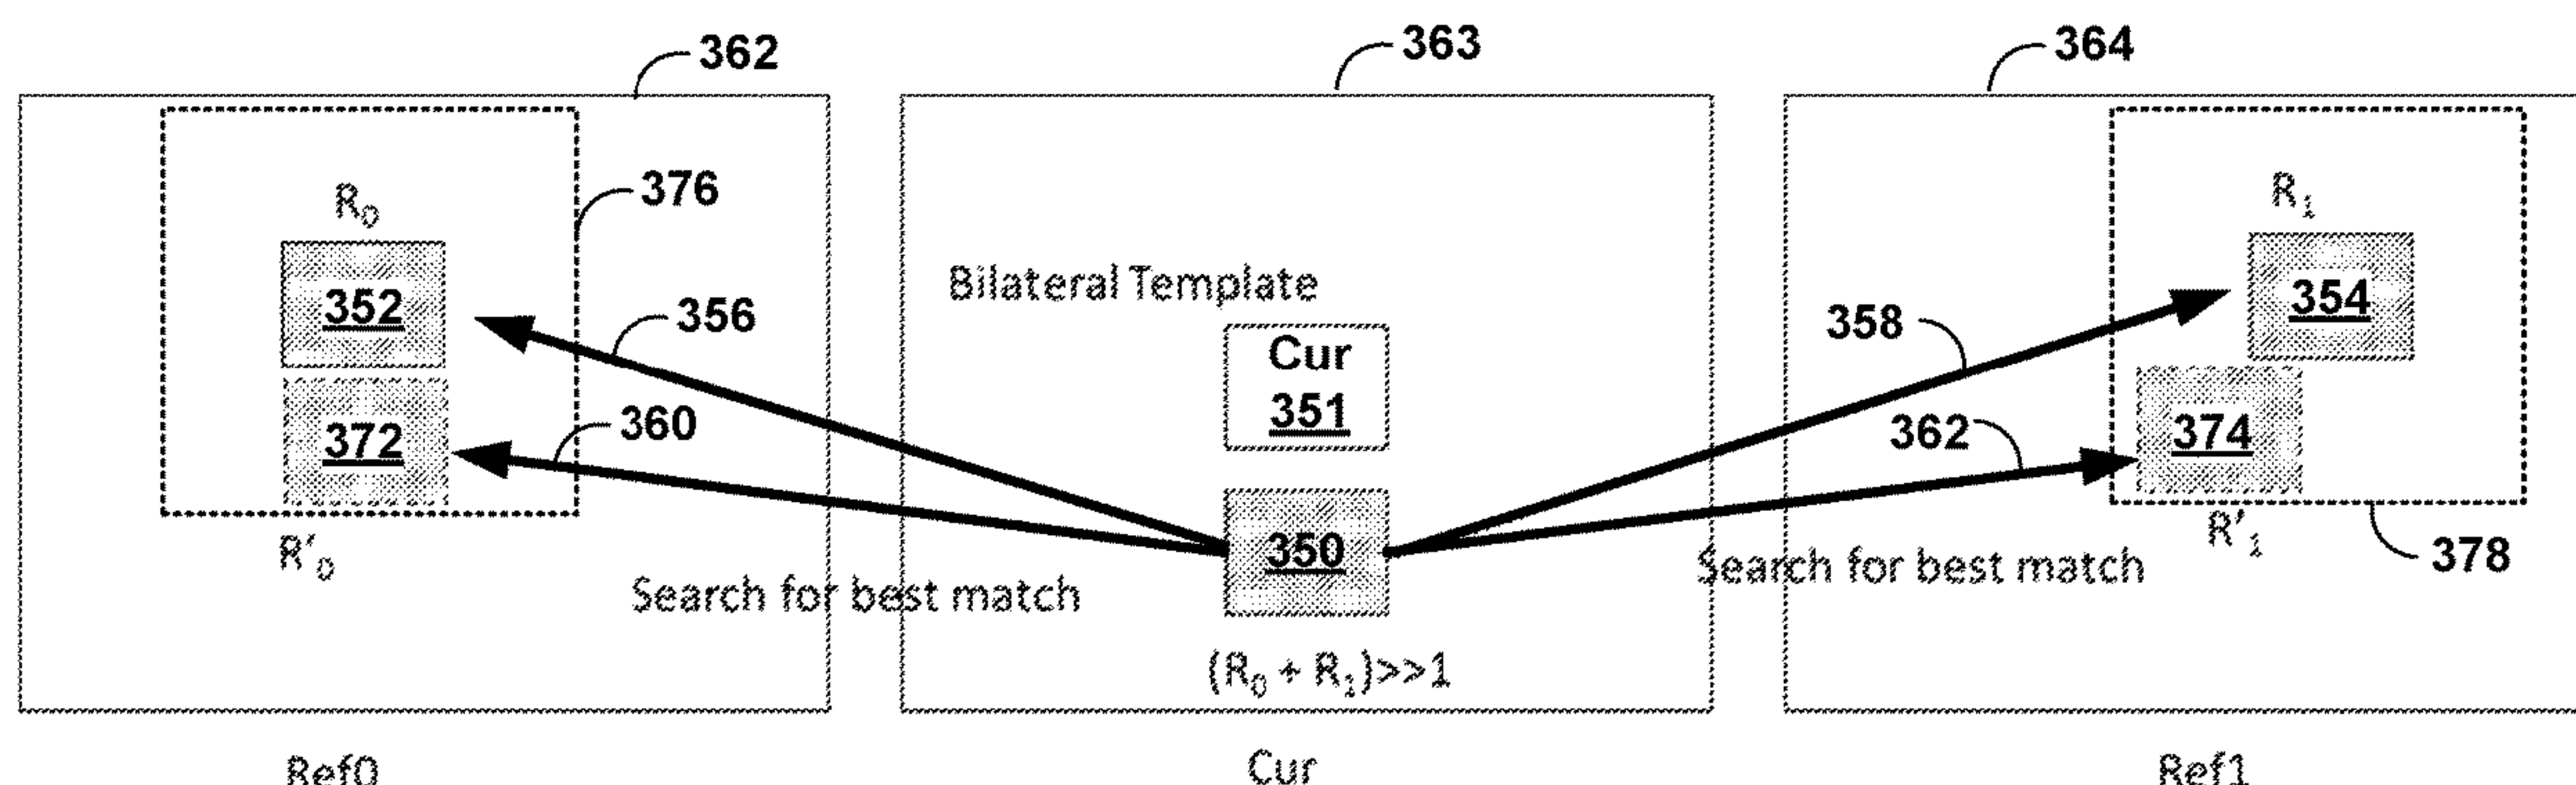 362
363
364
376
R₀
R₁
352
356
Bilateral Template
Cur
351
358
354
372
360
362
374
R'₀
350
R'₁
378
Search for best match
Search for best match
(R₀ + R₁)>>1
Ref0
Cur
Ref1